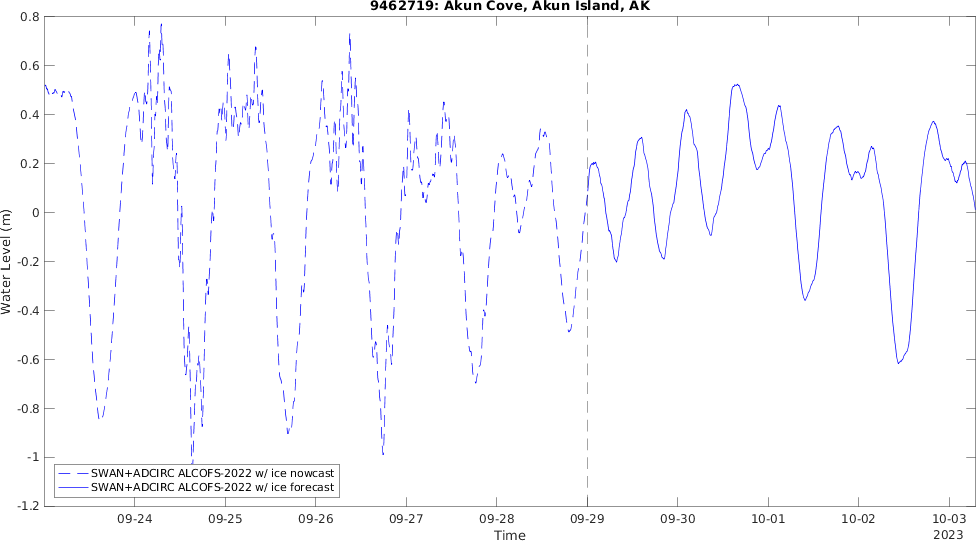 9462719: Akun Cove, Akun Island, AK
0.8
0.6
0.4
0.2
0
-0.2
-0.4
-0.6
-0.8
-1
-1.2
Water Level (m)
SWAN+ADCIRC ALCOFS-2022 w/ ice nowcast
SWAN+ADCIRC ALCOFS-2022 w/ ice forecast
09-24 09-25 09-26 09-27 09-28 09-29 09-30 10-01 10-02 10-03
2023
Time